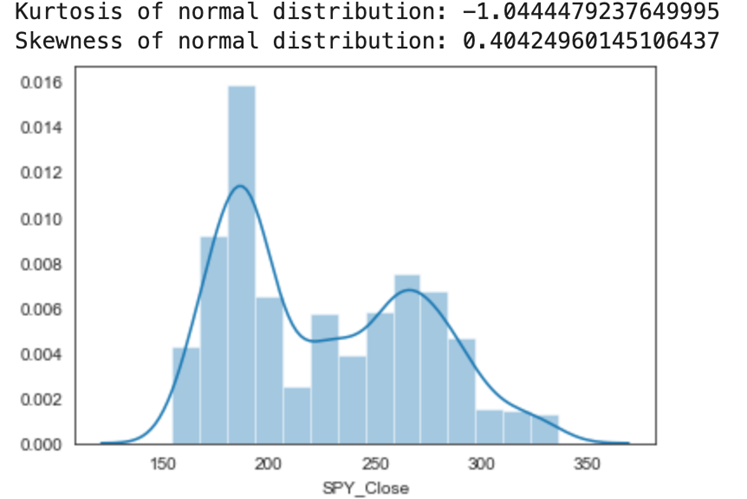 Kurtosis of normal distribution: -1.0444479237649995
Skewness of normal distribution: 0.40424960145106437
0.016
0.014
0.012
0.010
0.008
0.006
0.004
0.002
0.000
150 200 250 300 350
SPY_Close